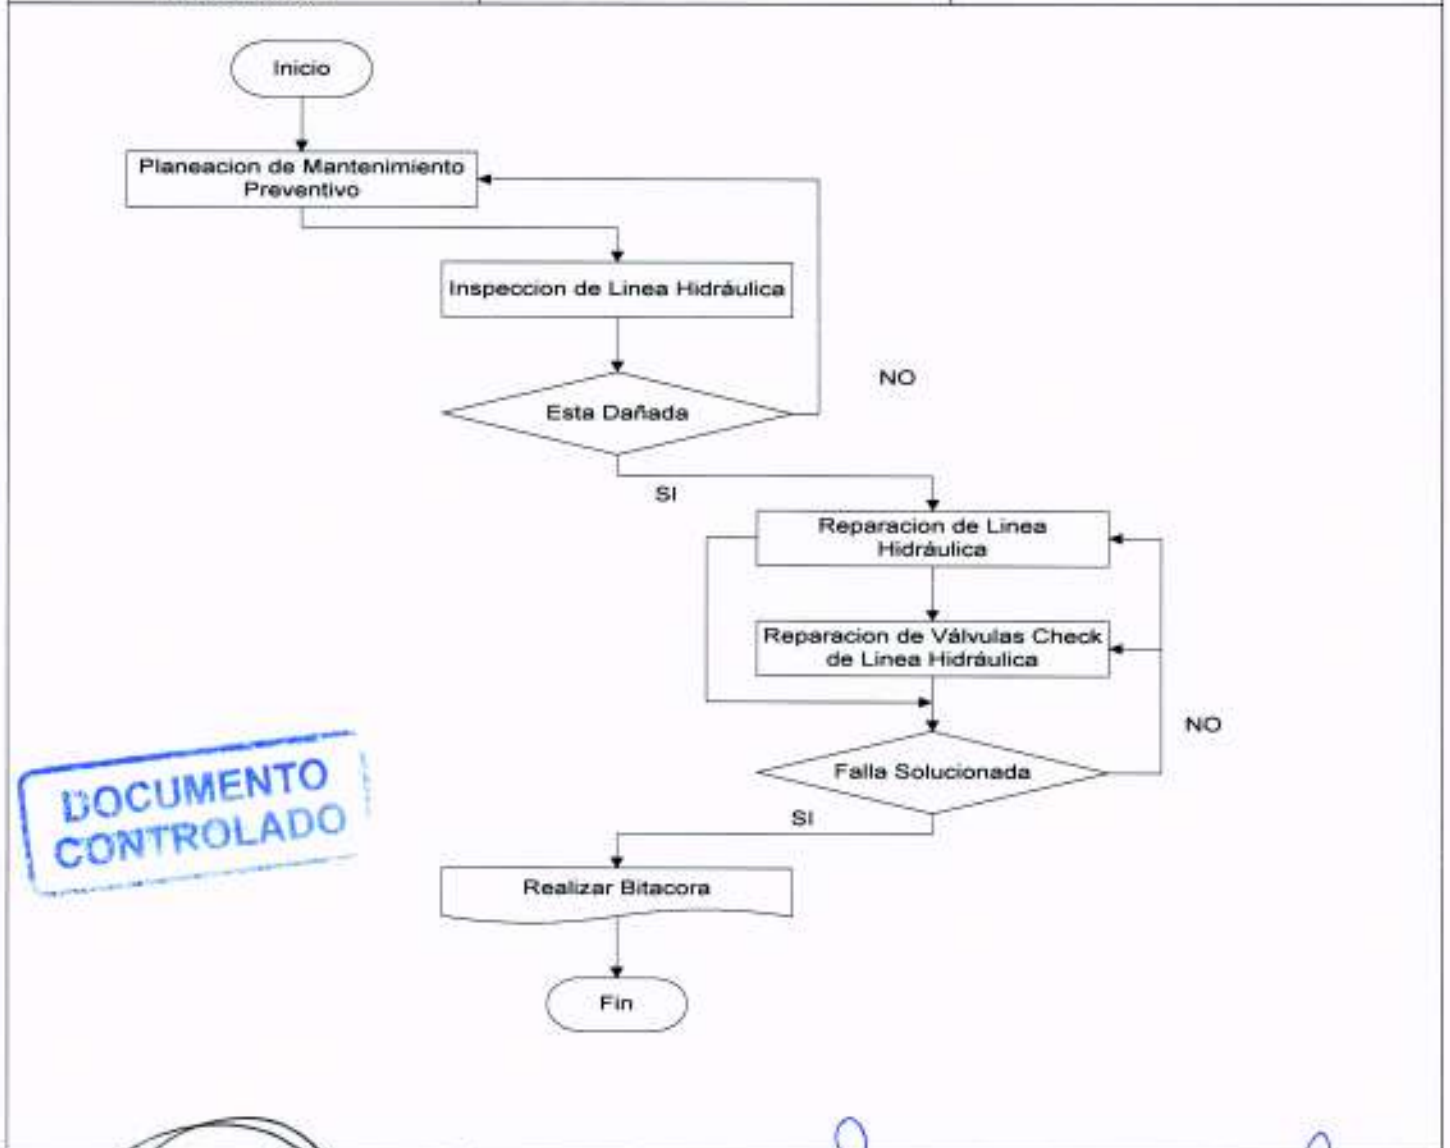 Inicio
Planeacion de Mantenimiento
Preventivo
Inspeccion de Linea Hidráulica
NO
Esta Dañada
SI
Reparacion de Linea
Hidráulica
Reparacion de Válvulas Check
de Linea Hidráulica
NO
Falla Solucionada
SI
DOCUMENTO
CONTROLADO
Realizar Bitacora
Fin